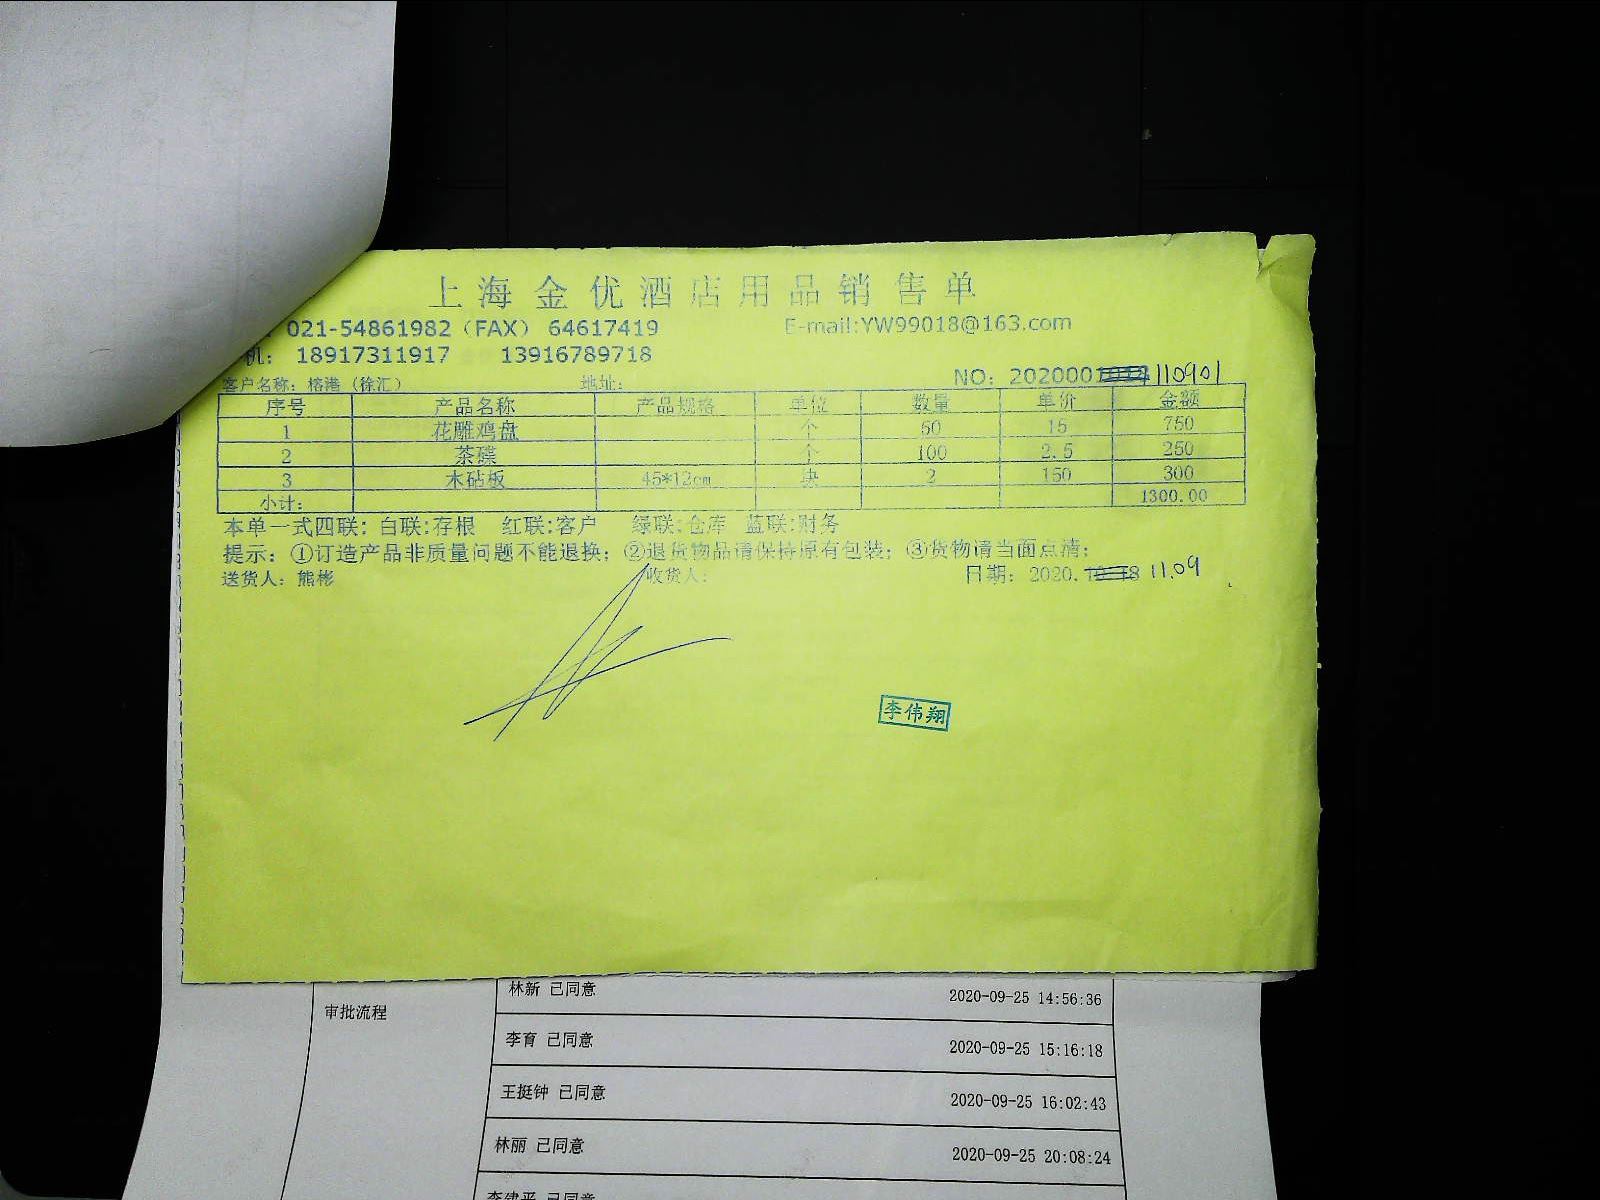 上海金优酒店用品销售单
021-54861982（FAX） 64617419 E-mail:YW99018@163.com
机： 18917311917 13916789718
客户名称：榕港（徐汇） 地址： NO：2020001 110901
序号 产品名称 产品规格 单位 数量 单价 金额
1 花雕鸡盘 个 50 15 750
2 茶碟 个 100 2.5 250
3 木砧板 45*12cm 块 2 150 300
小计： 1300.00
本单一式四联：白联:存根 红联:客户 绿联:仓库 蓝联:财务
提示：①订造产品非质量问题不能退换；②退货物品请保持原有包装；③货物请当面点清；
送货人：熊彬 收货人： 日期：2020. 11.09
李伟翔
审批流程
林新 已同意 2020-09-25 14:56:36
李育 已同意 2020-09-25 15:16:18
王挺钟 已同意 2020-09-25 16:02:43
林丽 已同意 2020-09-25 20:08:24